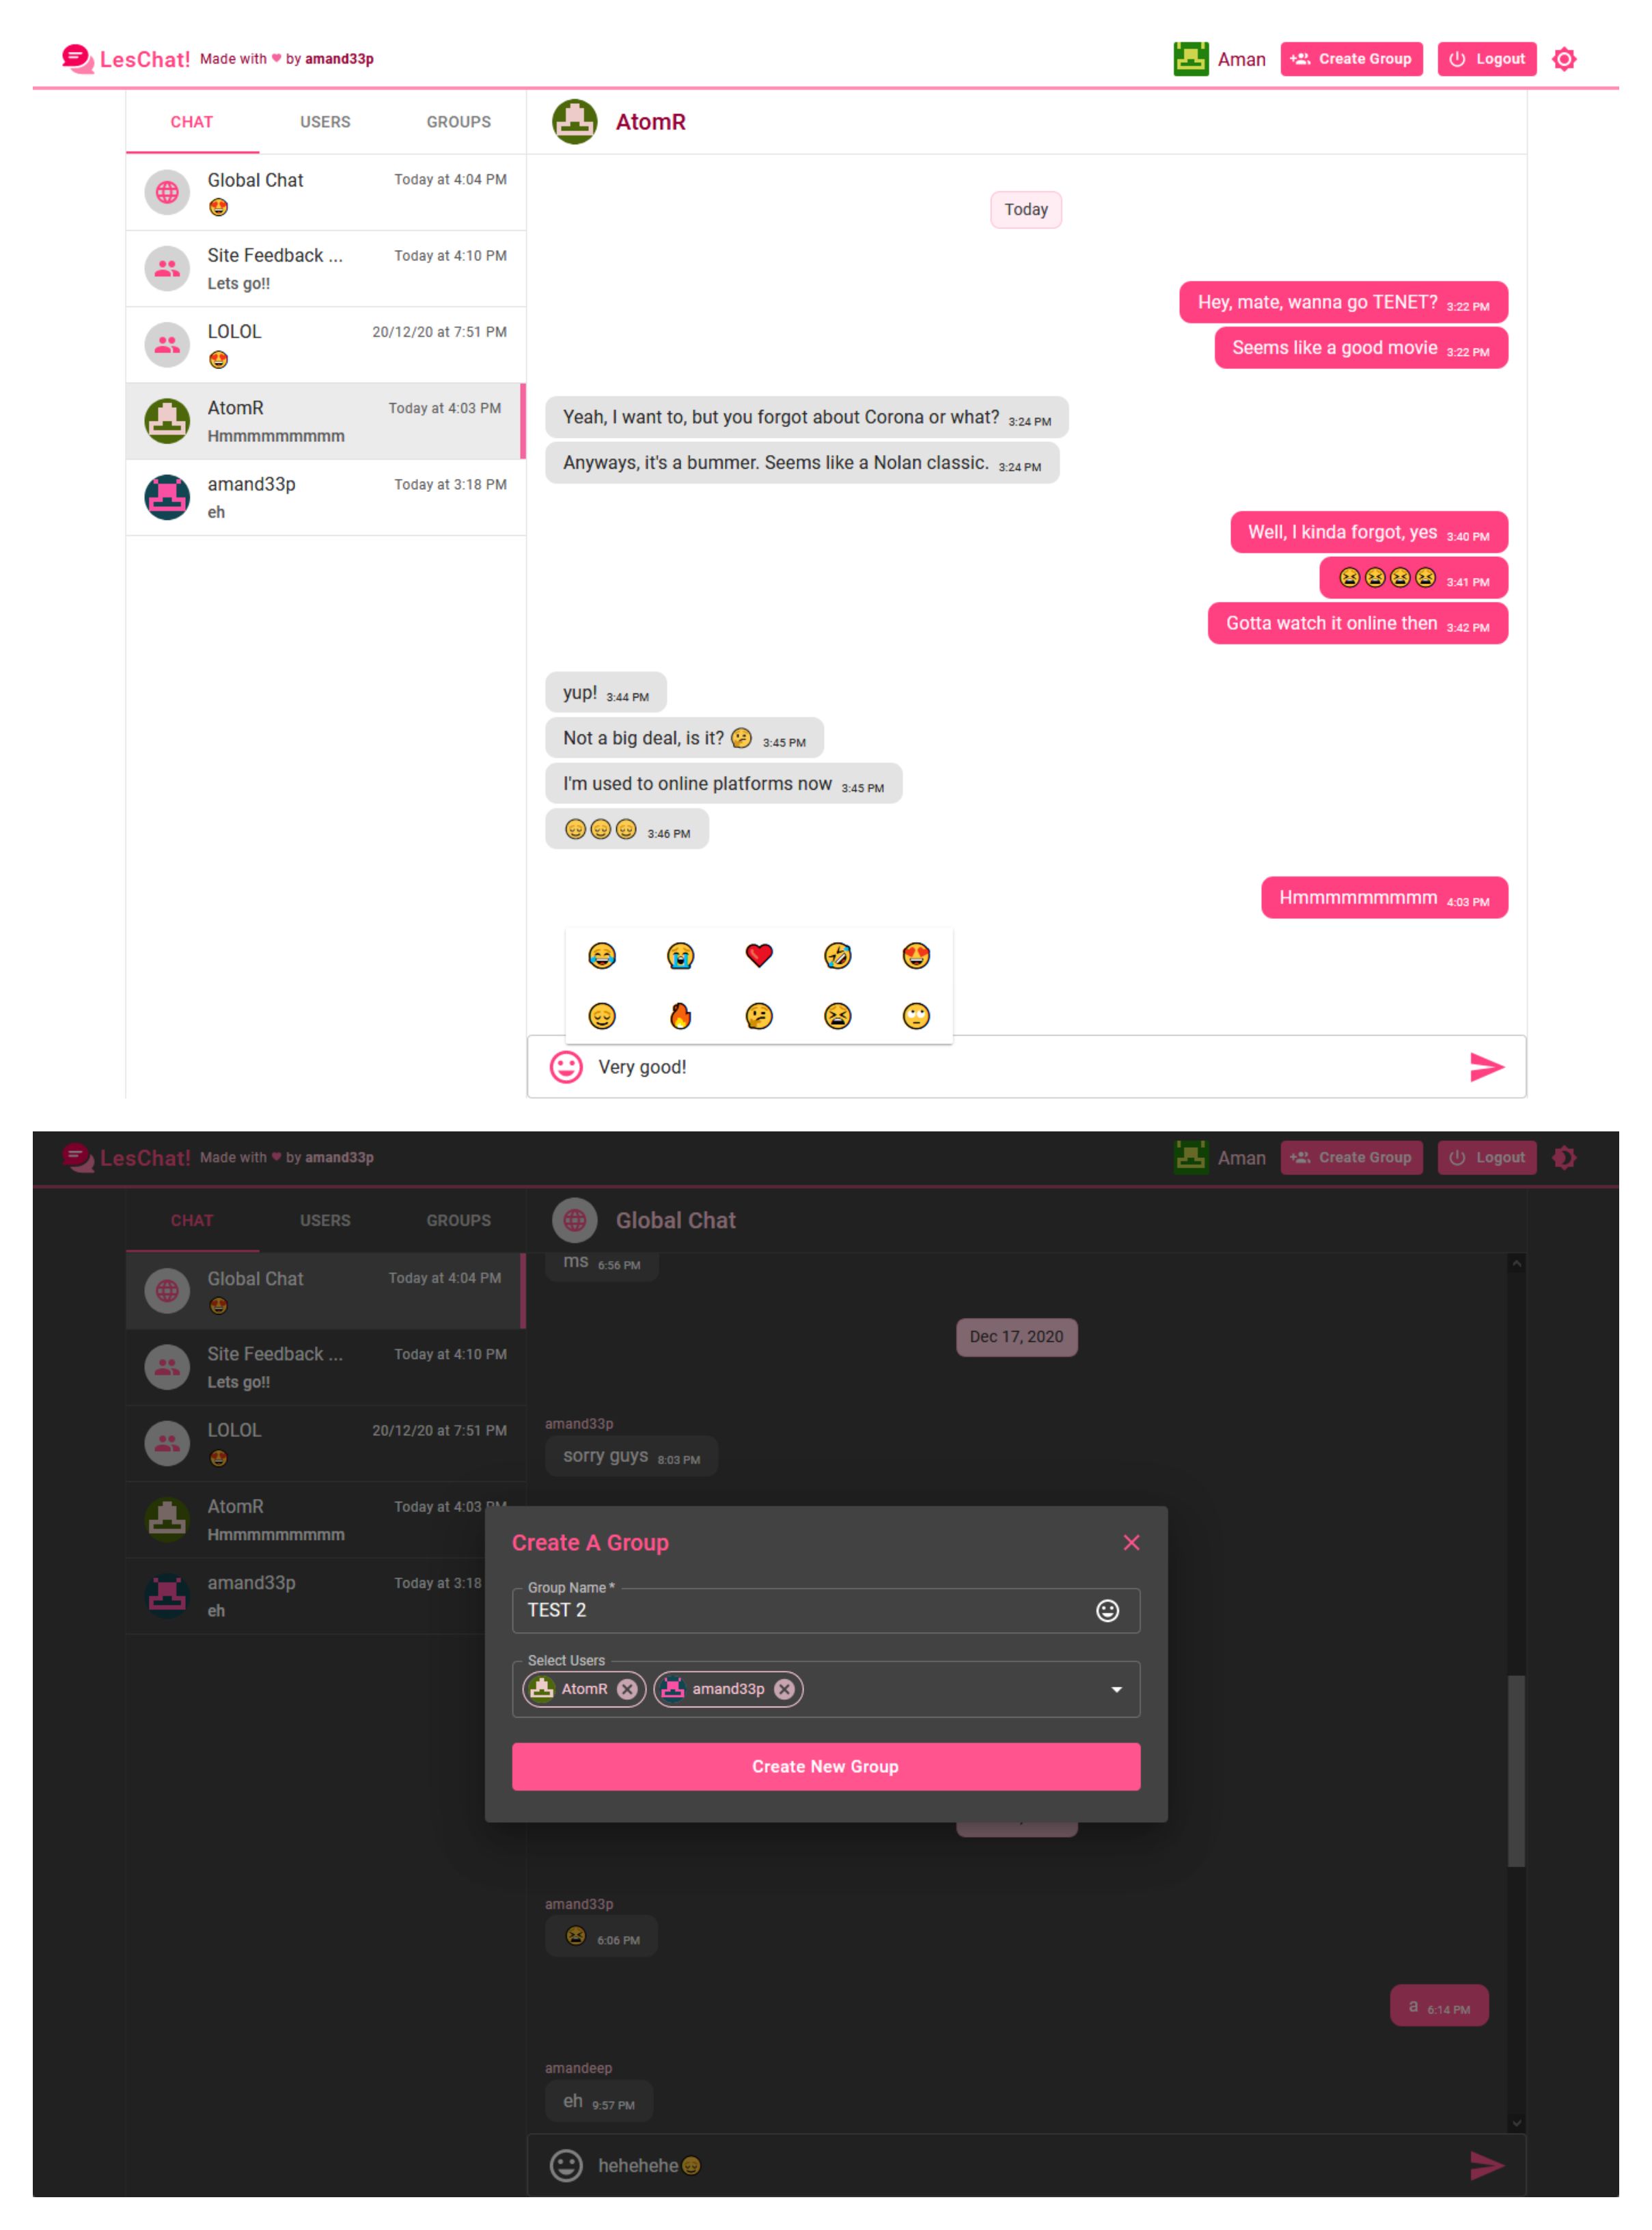 LesChat! Made with ♥ by amand33p
Aman Create Group Logout
CHAT USERS GROUPS
Global Chat Today at 4:04 PM
😍
Site Feedback ... Today at 4:10 PM
Lets go!!
LOLOL 20/12/20 at 7:51 PM
😍
AtomR Today at 4:03 PM
Hmmmmmmmmm
amand33p Today at 3:18 PM
eh
AtomR
Today
Hey, mate, wanna go TENET? 3:22 PM
Seems like a good movie 3:22 PM
Yeah, I want to, but you forgot about Corona or what? 3:24 PM
Anyways, it's a bummer. Seems like a Nolan classic. 3:24 PM
Well, I kinda forgot, yes 3:40 PM
😫😫😫😫 3:41 PM
Gotta watch it online then 3:42 PM
yup! 3:44 PM
Not a big deal, is it? 🤔 3:45 PM
I'm used to online platforms now 3:45 PM
😌😌😌 3:46 PM
Hmmmmmmmmm 4:03 PM
Very good!
LesChat! Made with ♥ by amand33p
Aman Create Group Logout
CHAT USERS GROUPS
Global Chat Today at 4:04 PM
😍
Site Feedback ... Today at 4:10 PM
Lets go!!
LOLOL 20/12/20 at 7:51 PM
😍
AtomR Today at 4:03 PM
Hmmmmmmmmm
amand33p Today at 3:18
eh
Global Chat
ms 6:56 PM
Dec 17, 2020
amand33p
sorry guys 8:03 PM
Create A Group
Group Name *
TEST 2
Select Users
AtomR amand33p
Create New Group
amand33p
😫 6:06 PM
a 6:14 PM
amandeep
eh 9:57 PM
hehehehe😌